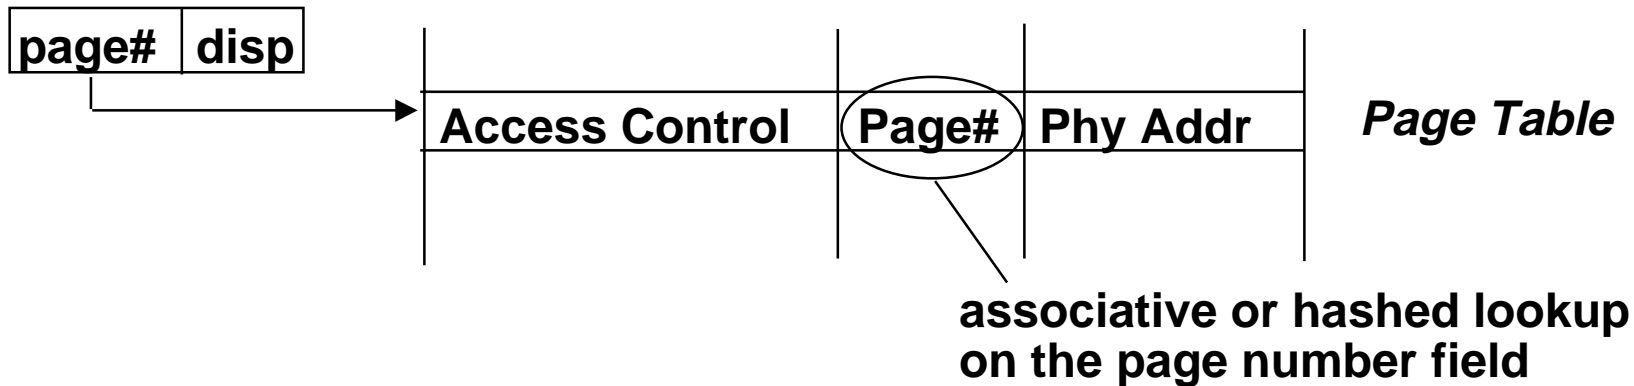 page# disp
Access Control Page# Phy Addr
Page Table
associative or hashed lookup
on the page number field